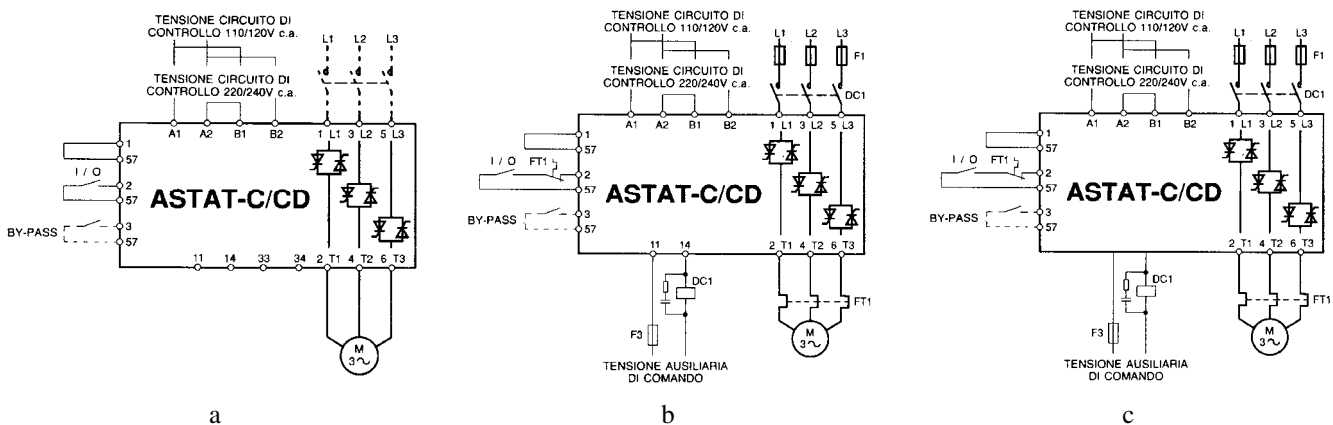 TENSIONE CIRCUITO DI
CONTROLLO 110/120V c.a.
L1 L2 L3
TENSIONE CIRCUITO DI
CONTROLLO 220/240V c.a.
A1 A2 B1 B2 1 L1 3 L2 5 L3
1
57
I / O
2
57
ASTAT-C/CD
BY-PASS
3
57
11 14 33 34 2 T1 4 T2 6 T3
M
3~
a
TENSIONE CIRCUITO DI
CONTROLLO 110/120V c.a.
L1 L2 L3
F1
TENSIONE CIRCUITO DI
CONTROLLO 220/240V c.a.
DC1
A1 A2 B1 B2 1 L1 3 L2 5 L3
1
57
I / O FT1
2
57
ASTAT-C/CD
BY-PASS
3
57
11 14 2 T1 4 T2 6 T3
DC1
FT1
F3
M
3~
TENSIONE AUSILIARIA
DI COMANDO
b
TENSIONE CIRCUITO DI
CONTROLLO 110/120V c.a.
L1 L2 L3
F1
TENSIONE CIRCUITO DI
CONTROLLO 220/240V c.a.
DC1
A1 A2 B1 B2 1 L1 3 L2 5 L3
1
57
I / O FT1
2
57
ASTAT-C/CD
BY-PASS
3
57
2 T1 4 T2 6 T3
DC1
FT1
F3
M
3~
TENSIONE AUSILIARIA
DI COMANDO
c